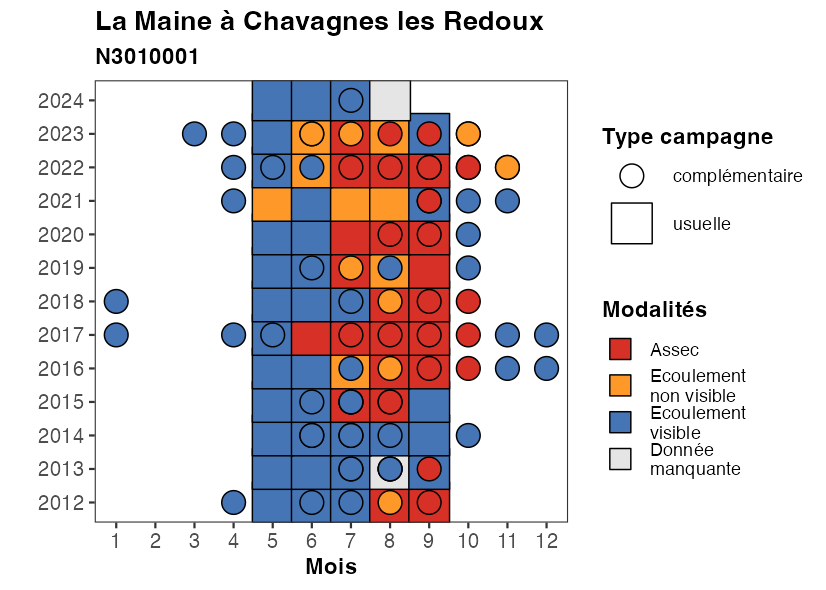 La Maine à Chavagnes les Redoux
N3010001
2024
2023
2022
2021
2020
2019
2018
2017
2016
2015
2014
2013
2012
1 2 3 4 5 6 7 8 9 10 11 12
Mois
Type campagne
complémentaire
usuelle
Modalités
Assec
Ecoulement
non visible
Ecoulement
visible
Donnée
manquante